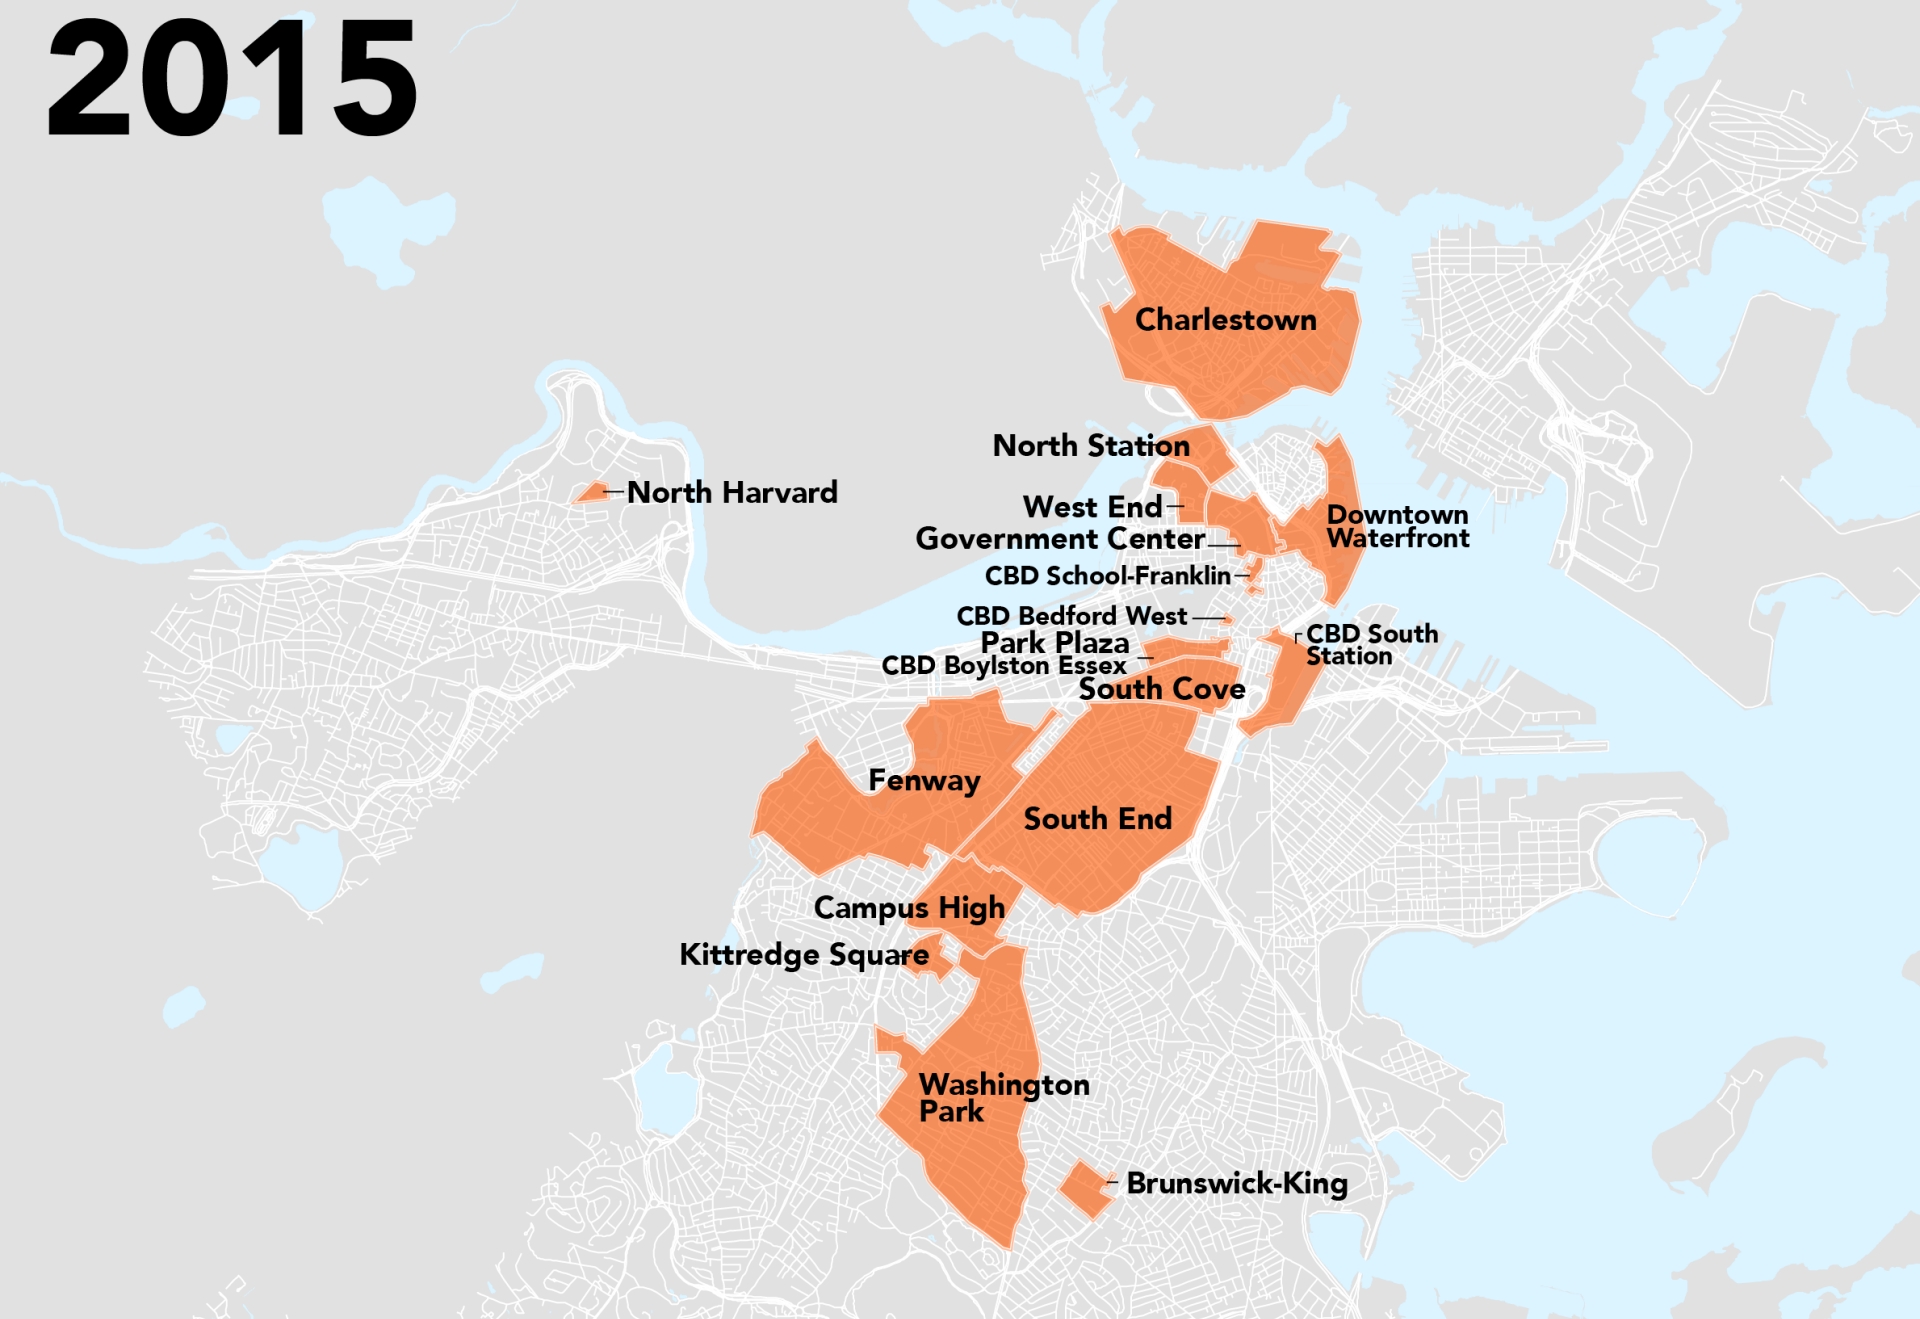 2015
Charlestown
North Station
North Harvard
West End
Downtown
Waterfront
Government Center
CBD School-Franklin
CBD Bedford West
CBD South
Station
Park Plaza
CBD Boylston Essex
South Cove
Fenway
South End
Campus High
Kittredge Square
Washington
Park
Brunswick-King